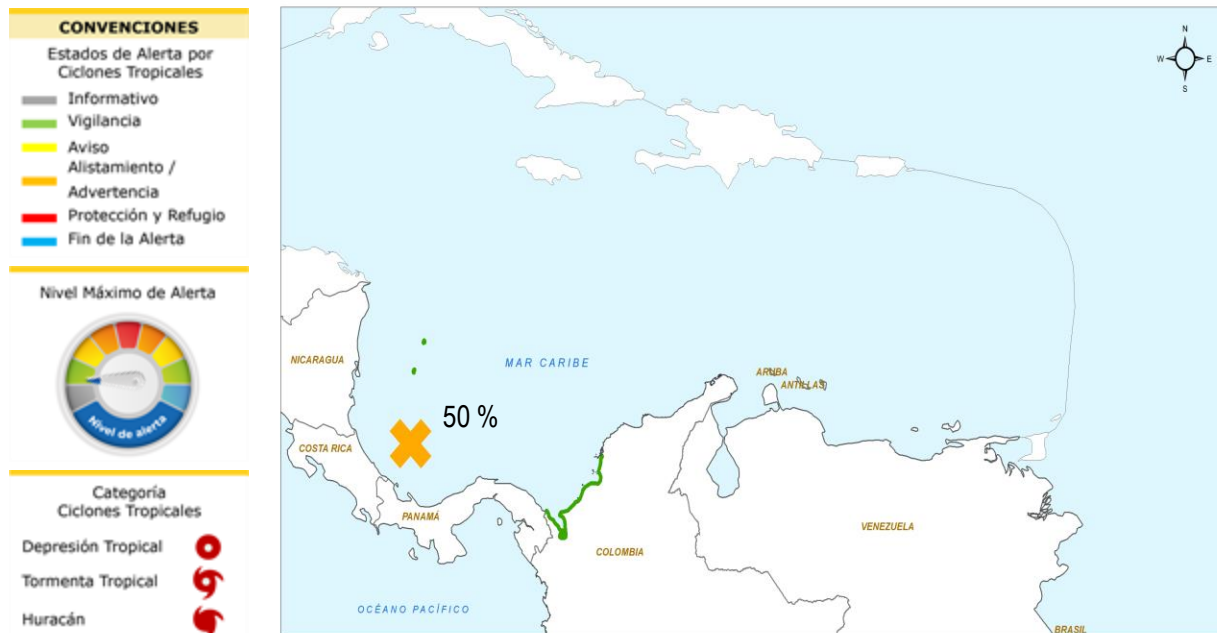 CONVENCIONES
Estados de Alerta por
Ciclones Tropicales
Informativo
Vigilancia
Aviso
Alistamiento /
Advertencia
Protección y Refugio
Fin de la Alerta
Nivel Máximo de Alerta
Nivel de alerta
Categoría
Ciclones Tropicales
Depresión Tropical
Tormenta Tropical
Huracán
N
W
E
S
NICARAGUA
MAR CARIBE
ARUBA
ANTILLAS
50 %
COSTA RICA
PANAMÁ
VENEZUELA
COLOMBIA
OCÉANO PACÍFICO
BRASIL